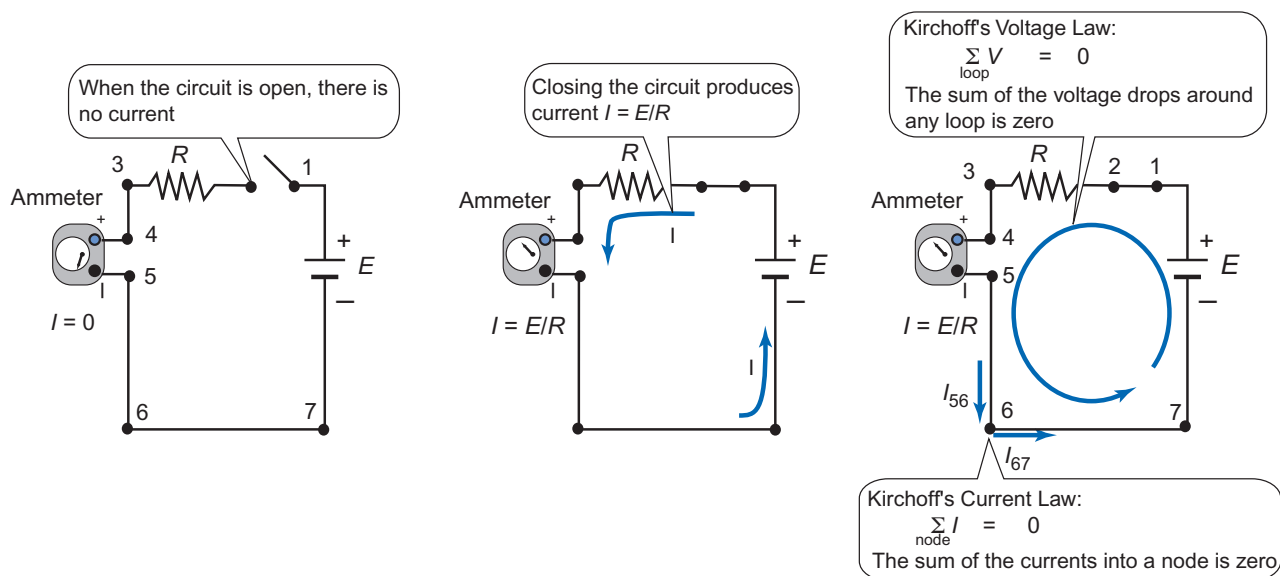 When the circuit is open, there is
no current
3
R
1
Ammeter
+
4
5
I
I = 0
+
E
–
6
7
Closing the circuit produces
current I = E/R
R
Ammeter
+
I
I
I = E/R
+
E
–
I
Kirchoff's Voltage Law:
Σ V = 0
loop
The sum of the voltage drops around
any loop is zero
3
R
2
1
Ammeter
+
4
5
I
I = E/R
+
E
–
I56
6
7
I67
Kirchoff's Current Law:
Σ I = 0
node
The sum of the currents into a node is zero